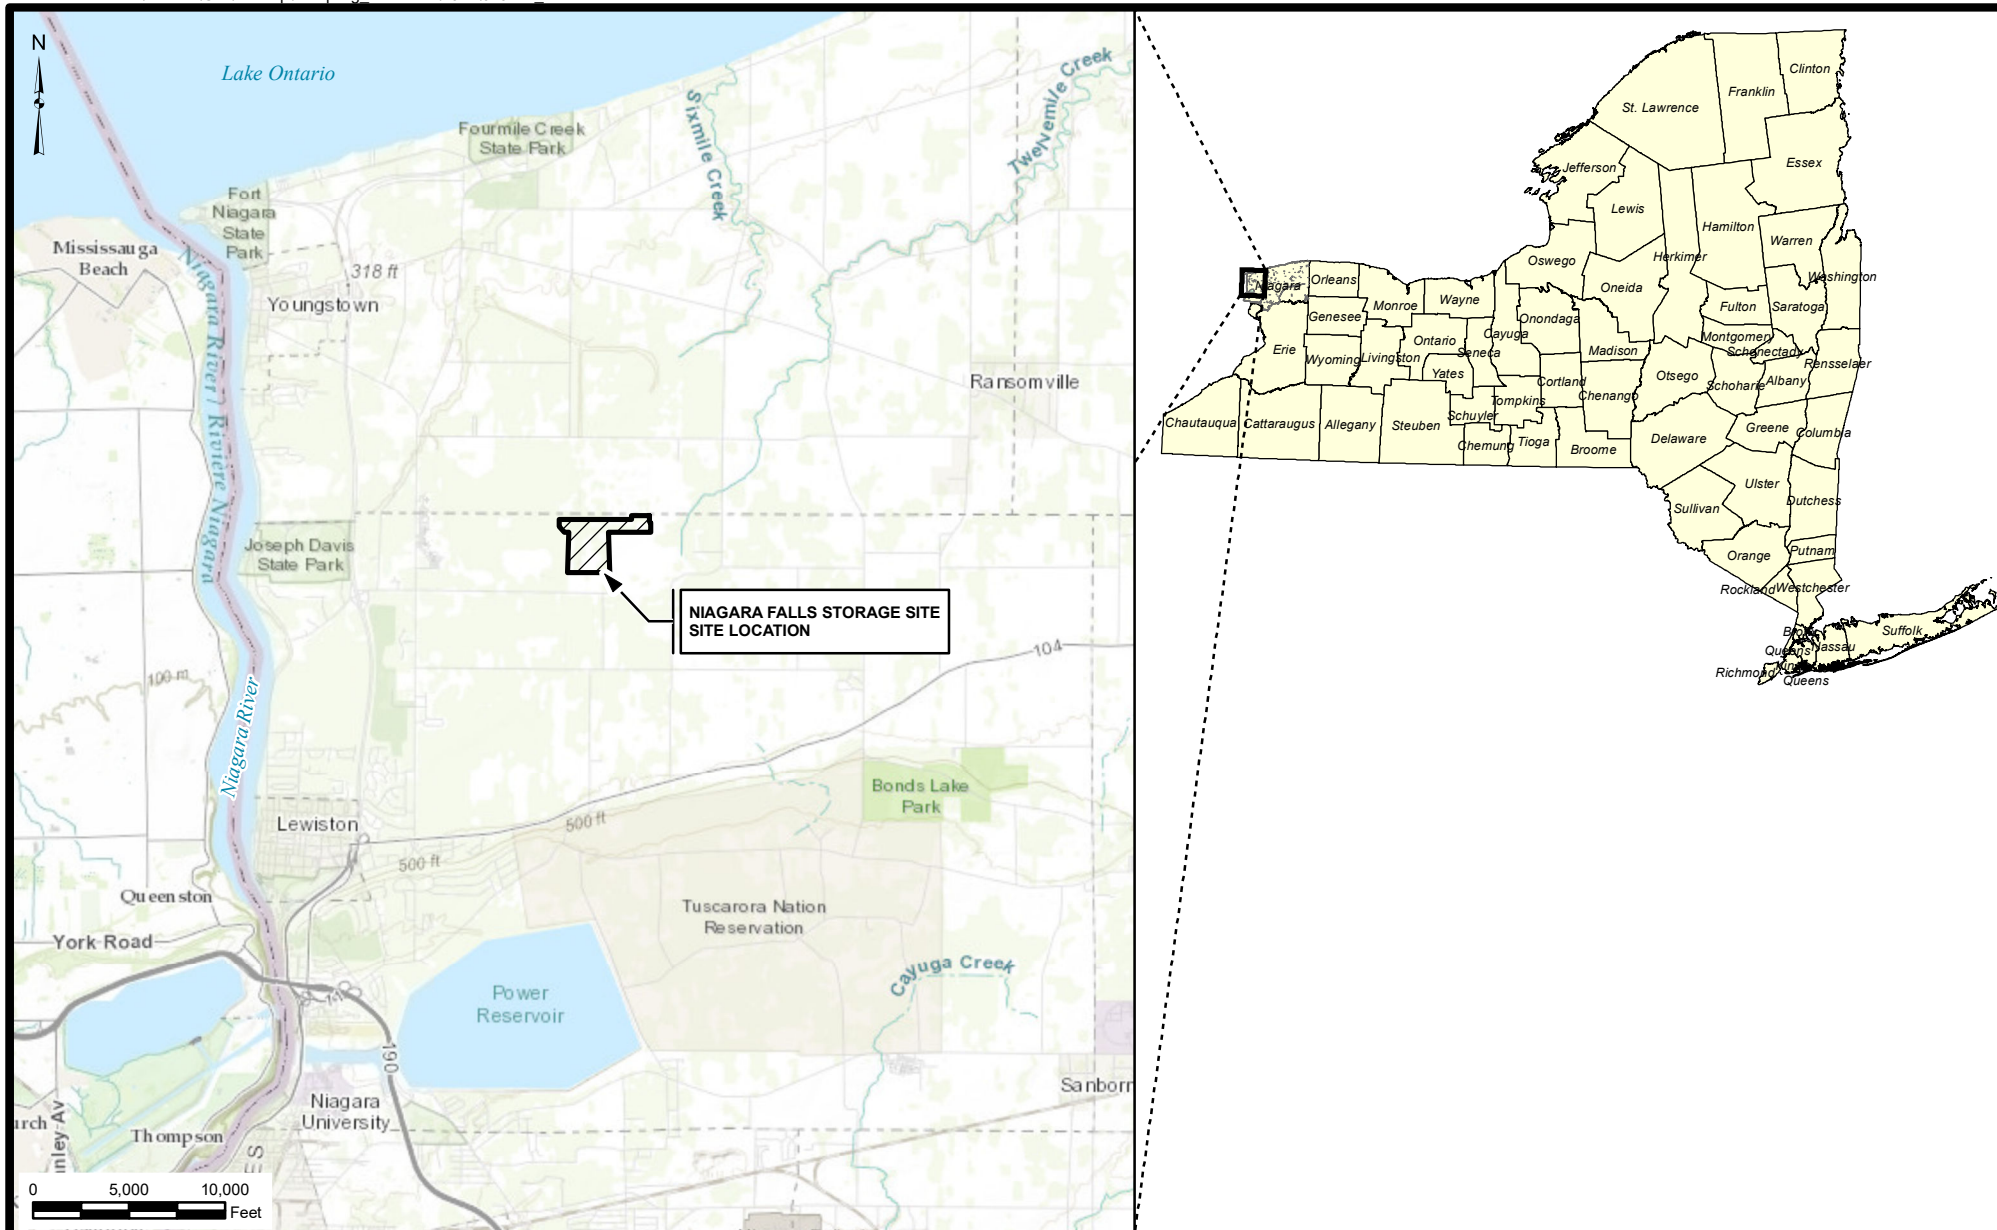 N
Lake Ontario
Sixmile Creek
Twelvemile Creek
Fourmile Creek
State Park
Fort
Niagara
State
Park
Mississauga
Beach
318 ft
Youngstown
Niagara River / Rivière Niagara
Ransomville
Joseph Davis
State Park
NIAGARA FALLS STORAGE SITE
SITE LOCATION
104
100 m
Niagara River
Bonds Lake
Park
Lewiston
500 ft
500 ft
Queenston
Tuscarora Nation
Reservation
York Road
Cayuga Creek
Power
Reservoir
190
Sanborn
Niagara
University
Thompson
0 5,000 10,000
Feet
Clinton
Franklin
St. Lawrence
Essex
Jefferson
Lewis
Hamilton
Warren
Herkimer
Oswego
Washington
Niagara
Orleans
Oneida
Monroe
Wayne
Fulton
Saratoga
Genesee
Onondaga
Montgomery
Ontario
Cayuga
Erie
Seneca
Madison
Schenectady
Wyoming
Livingston
Rensselaer
Yates
Otsego
Cortland
Schoharie
Albany
Chenango
Tompkins
Schuyler
Chautauqua
Cattaraugus
Allegany
Steuben
Greene
Columbia
Delaware
Chemung
Tioga
Broome
Ulster
Dutchess
Sullivan
Orange
Putnam
Rockland
Westchester
Suffolk
Queens
Nassau
Richmond
Queens